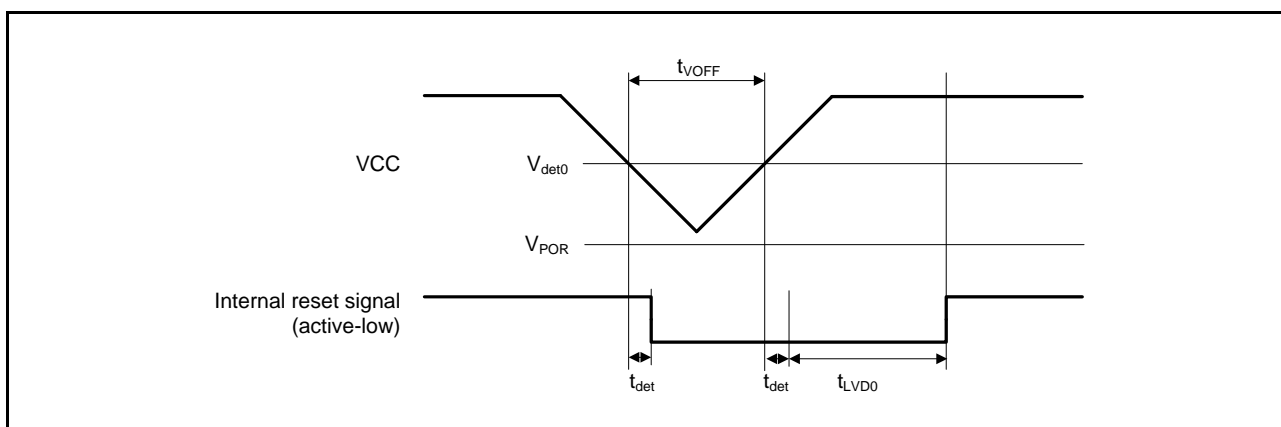 tVOFF
VCC
Vdet0
VPOR
Internal reset signal
(active-low)
tdet
tdet
tLVD0